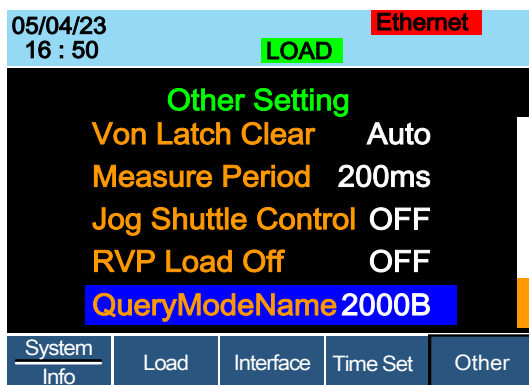 05/04/23 Ethernet
16 : 50 LOAD
Other Setting
Von Latch Clear Auto
Measure Period 200ms
Jog Shuttle Control OFF
RVP Load Off OFF
QueryModeName 2000B
System Info Load Interface Time Set Other